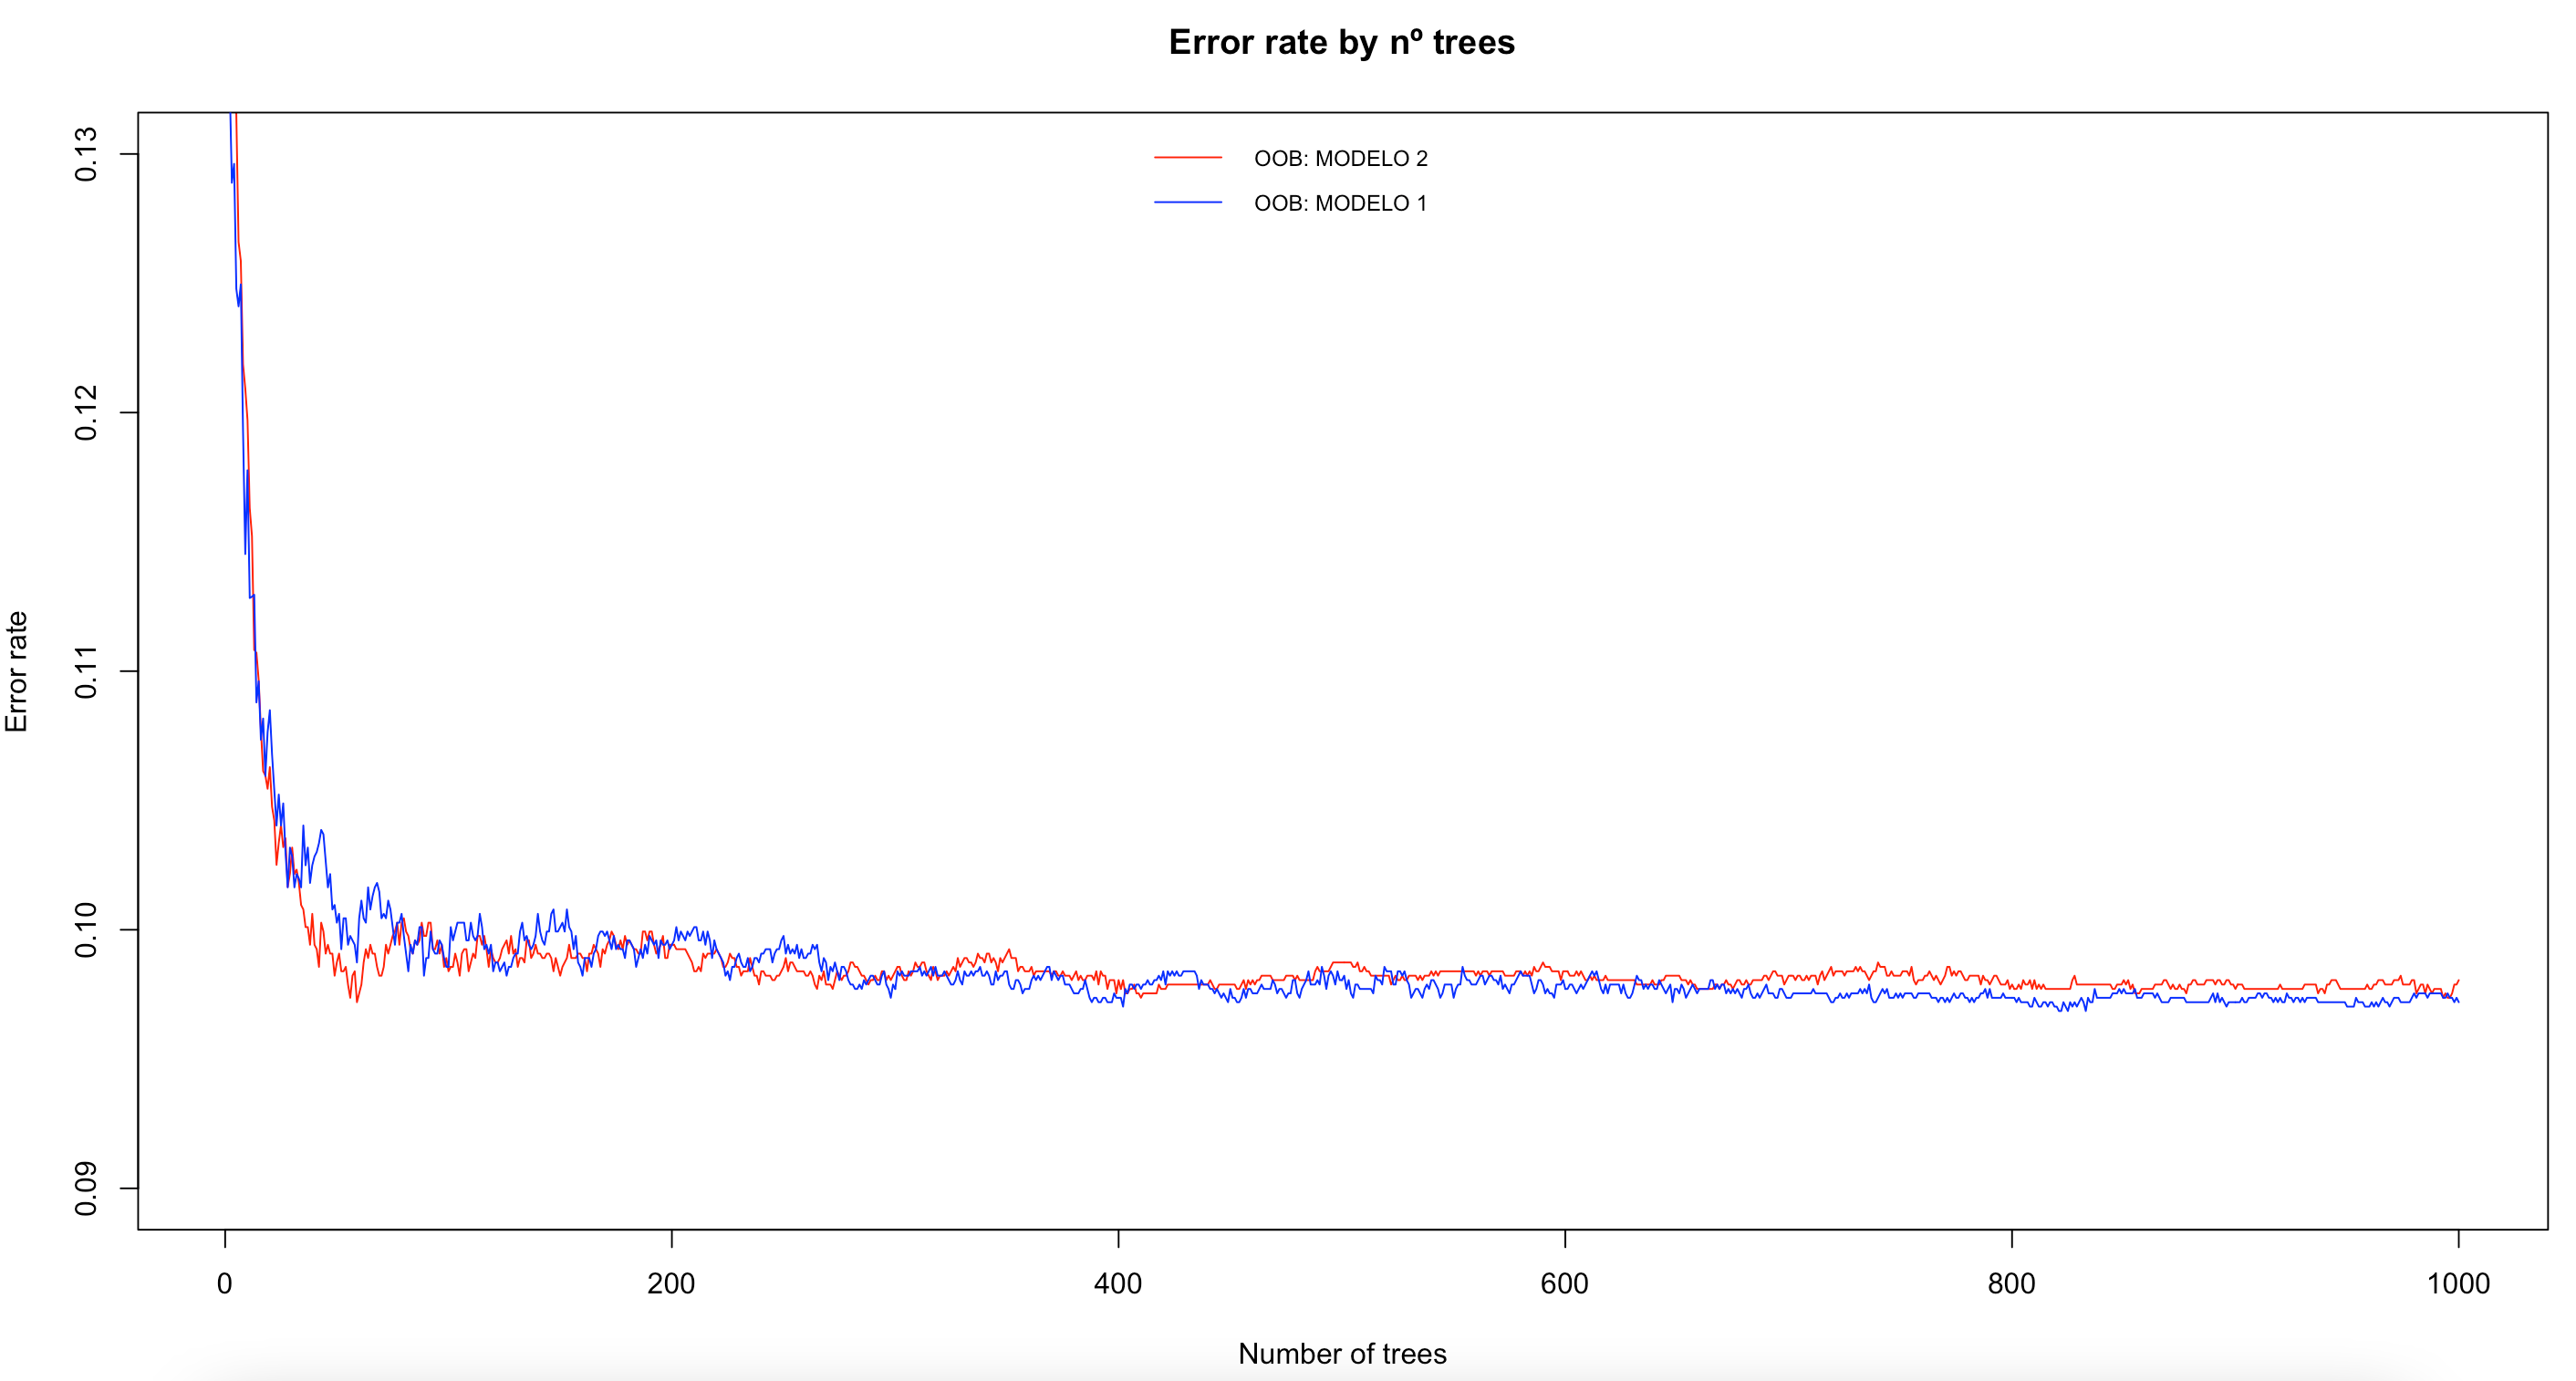 Error rate by nº trees
OOB: MODELO 2
OOB: MODELO 1
Error rate
0.13
0.12
0.11
0.10
0.09
0 200 400 600 800 1000
Number of trees